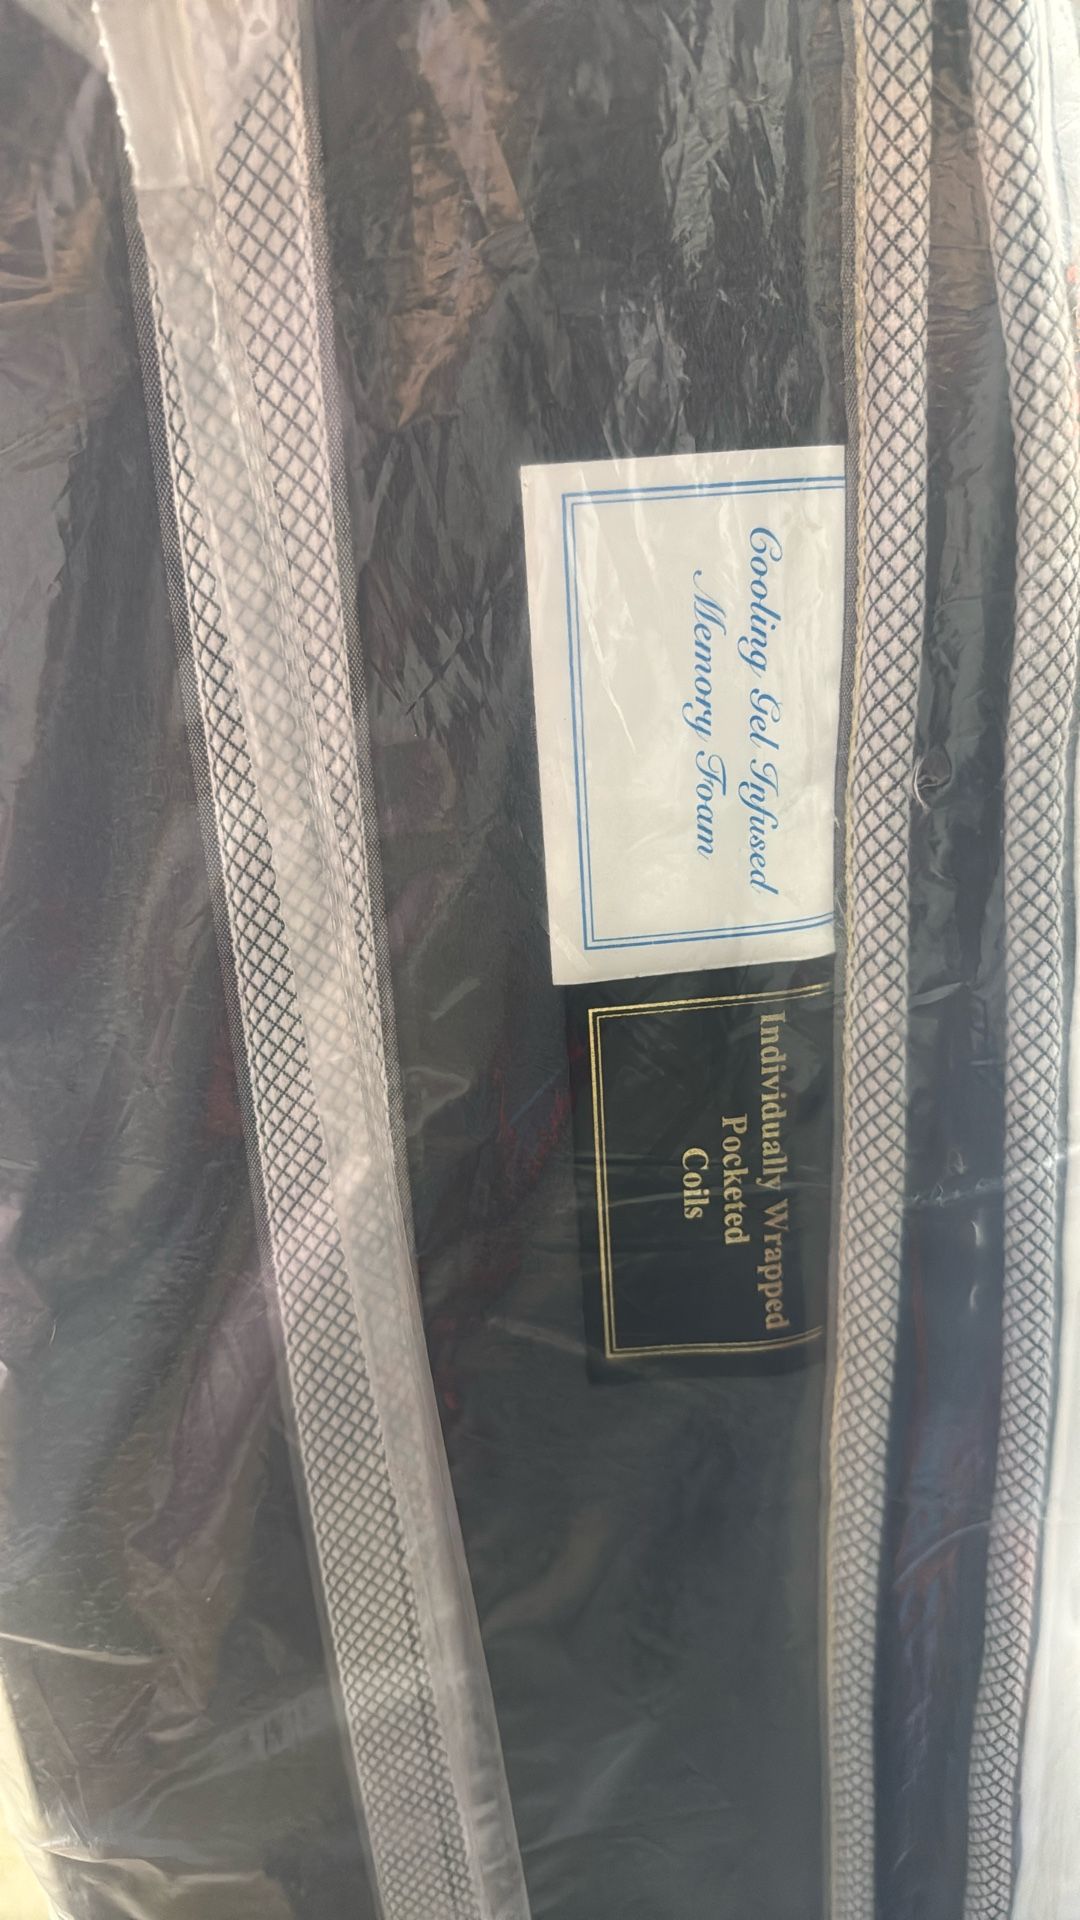 Cooling Gel Infused
Memory Foam
Individually Wrapped
Pocketed
Coils